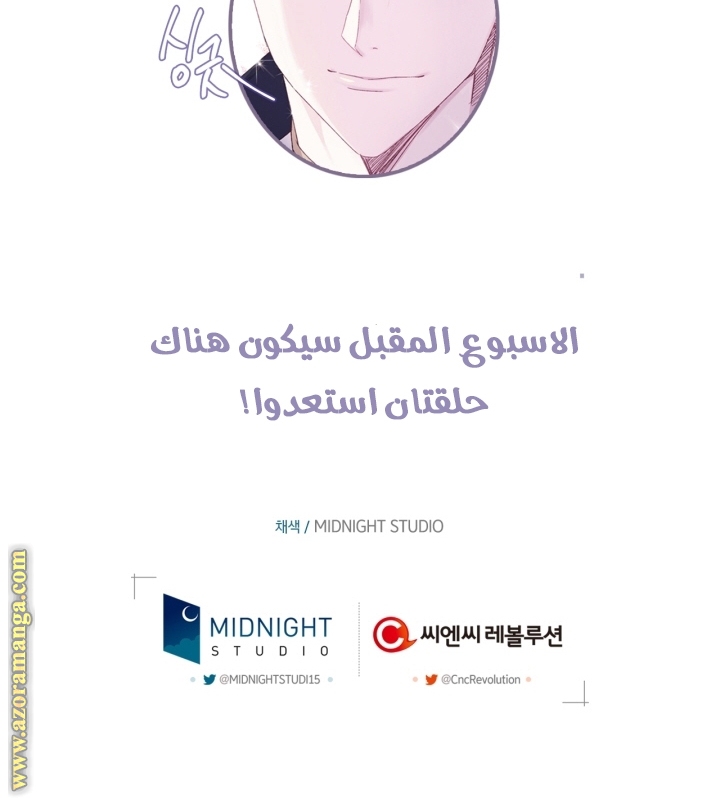 싱긋
الاسبوع المقبل سيكون هناك
حلقتان استعدوا!
채색 / MIDNIGHT STUDIO
MIDNIGHT
STUDIO
씨엔씨 레볼루션
@MIDNIGHTSTUDI15
@CncRevolution
www.azoramanga.com